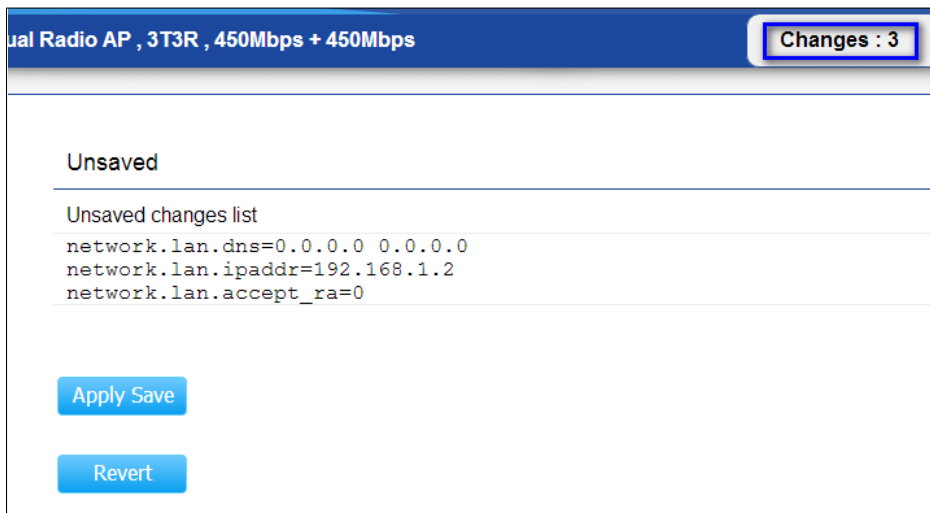 ual Radio AP , 3T3R , 450Mbps + 450Mbps
Changes : 3
Unsaved
Unsaved changes list
network.lan.dns=0.0.0.0 0.0.0.0
network.lan.ipaddr=192.168.1.2
network.lan.accept_ra=0
Apply Save
Revert